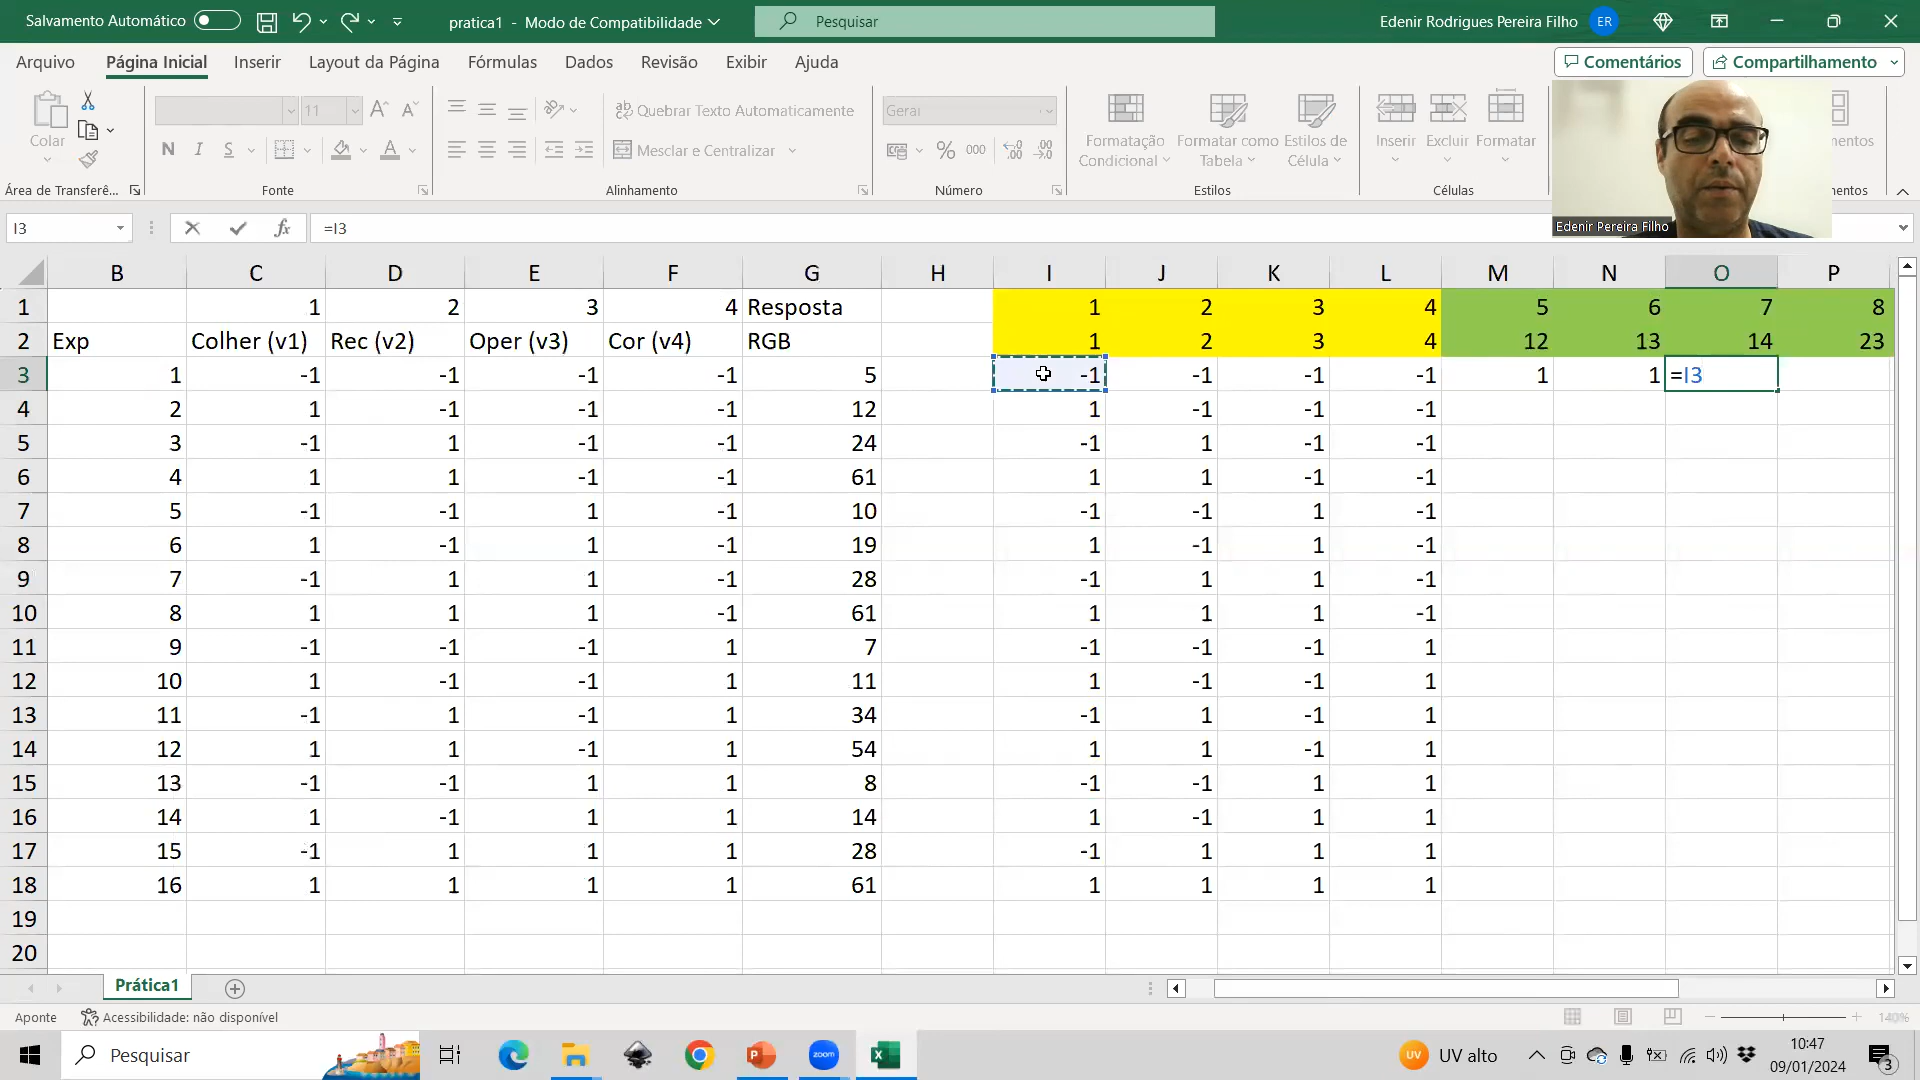 Salvamento Automático
pratica1 - Modo de Compatibilidade
Pesquisar
Edenir Rodrigues Pereira Filho
ER
Arquivo Página Inicial Inserir Layout da Página Fórmulas Dados Revisão Exibir Ajuda
Comentários
Compartilhamento
Colar
11
Quebrar Texto Automaticamente
Geral
N I S
Mesclar e Centralizar
% 000
Formatação Condicional
Formatar como Tabela
Estilos de Célula
Inserir Excluir Formatar
Área de Transferê...
Fonte
Alinhamento
Número
Estilos
Células
Edenir Pereira Filho
I3
fx
=I3
B C D E F G H I J K L M N O P
1 1 2 3 4 Resposta 1 2 3 4 5 6 7 8
2 Exp Colher (v1) Rec (v2) Oper (v3) Cor (v4) RGB 1 2 3 4 12 13 14 23
3 1 -1 -1 -1 -1 5 -1 -1 -1 -1 1 1 =I3
4 2 1 -1 -1 -1 12 1 -1 -1 -1
5 3 -1 1 -1 -1 24 -1 1 -1 -1
6 4 1 1 -1 -1 61 1 1 -1 -1
7 5 -1 -1 1 -1 10 -1 -1 1 -1
8 6 1 -1 1 -1 19 1 -1 1 -1
9 7 -1 1 1 -1 28 -1 1 1 -1
10 8 1 1 1 -1 61 1 1 1 -1
11 9 -1 -1 -1 1 7 -1 -1 -1 1
12 10 1 -1 -1 1 11 1 -1 -1 1
13 11 -1 1 -1 1 34 -1 1 -1 1
14 12 1 1 -1 1 54 1 1 -1 1
15 13 -1 -1 1 1 8 -1 -1 1 1
16 14 1 -1 1 1 14 1 -1 1 1
17 15 -1 1 1 1 28 -1 1 1 1
18 16 1 1 1 1 61 1 1 1 1
19
20
Prática1
Aponte
Acessibilidade: não disponível
140%
Pesquisar
zoom
UV
UV alto
10:47
09/01/2024
3